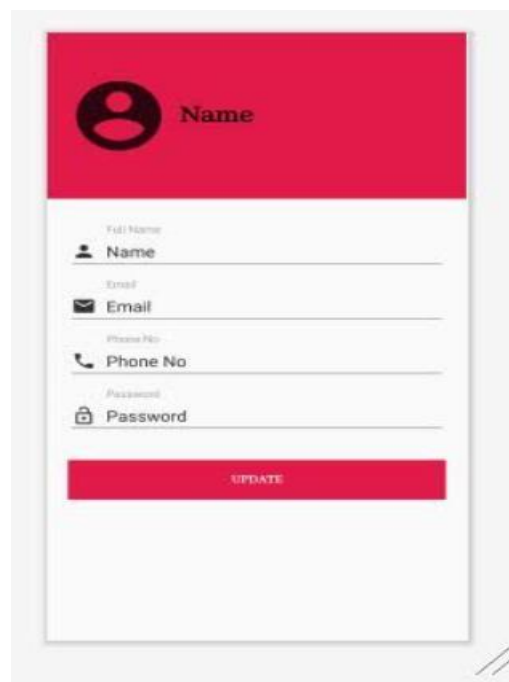 Name
Full Name
Name
Email
Email
Phone No
Phone No
Password
Password
UPDATE